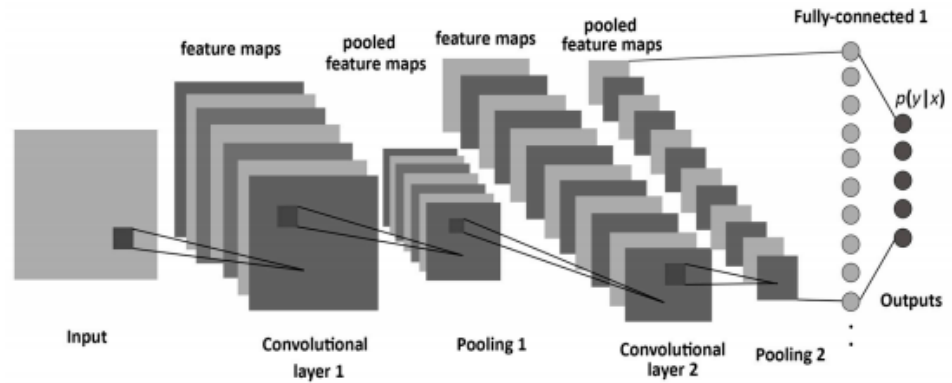 Fully-connected 1
feature maps
pooled
feature maps
feature maps
pooled
feature maps
p(y|x)
Input
Convolutional
layer 1
Pooling 1
Convolutional
layer 2
Pooling 2
Outputs